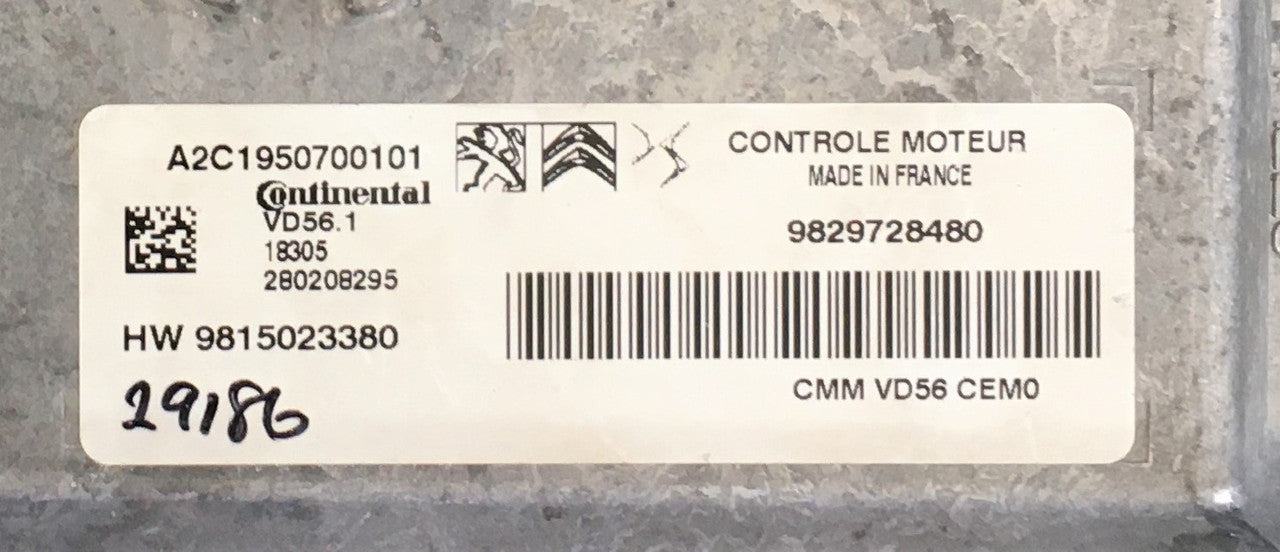 A2C1950700101
Continental
VD56.1
18305
280208295
HW 9815023380
29186
CONTROLE MOTEUR
MADE IN FRANCE
9829728480
CMM VD56 CEM0